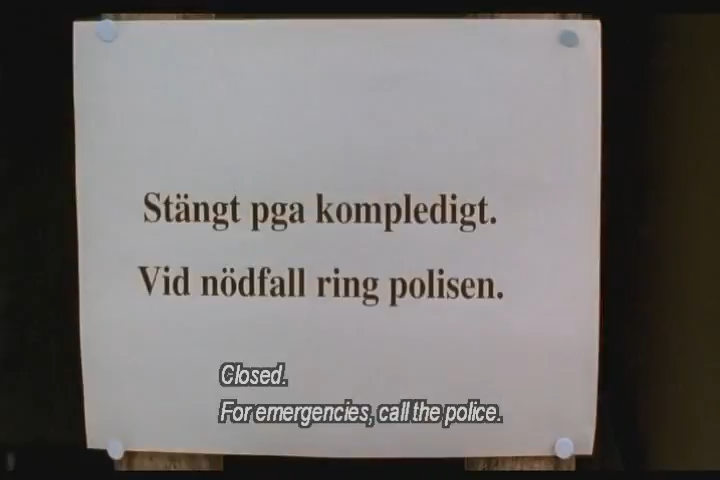 Stängt pga kompledigt.
Vid nödfall ring polisen.
Closed.
For emergencies, call the police.